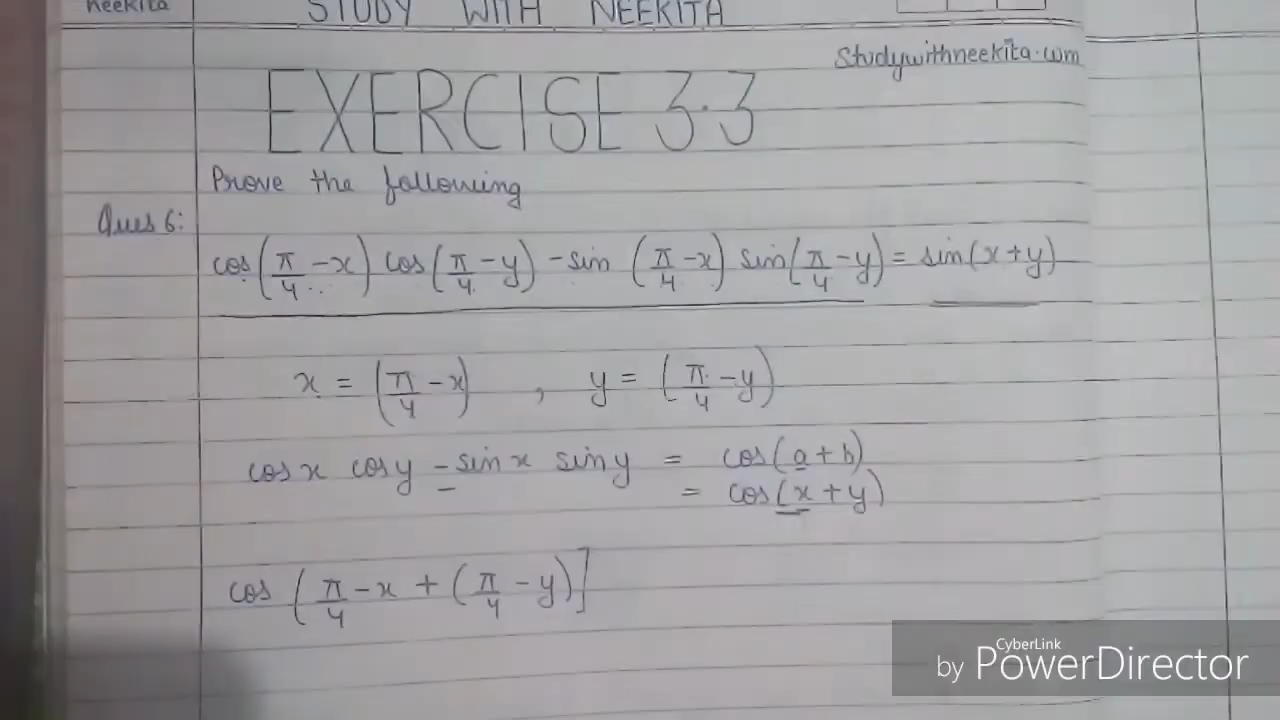 neekita
STUDY WITH NEEKITA
Studywithneekita.com
EXERCISE 3.3
Prove the following
Ques 6:
cos(π/4 - x) cos(π/4 - y) - sin (π/4 - x) sin(π/4 - y) = sin(x + y)
x = (π/4 - x) , y = (π/4 - y)
cos x cos y - sin x sin y = cos(a + b)
= cos(x + y)
cos [π/4 - x + (π/4 - y)]
CyberLink
by PowerDirector